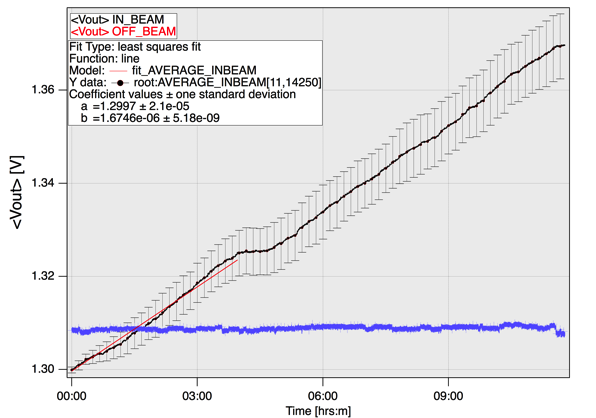 <Vout> IN_BEAM
<Vout> OFF_BEAM
Fit Type: least squares fit
Function: line
Model: fit_AVERAGE_INBEAM
Y data: root:AVERAGE_INBEAM[11,14250]
Coefficient values ± one standard deviation
a =1.2997 ± 2.1e-05
b =1.6746e-06 ± 5.18e-09
<Vout> [V]
1.36
1.34
1.32
1.30
00:00 03:00 06:00 09:00
Time [hrs:m]